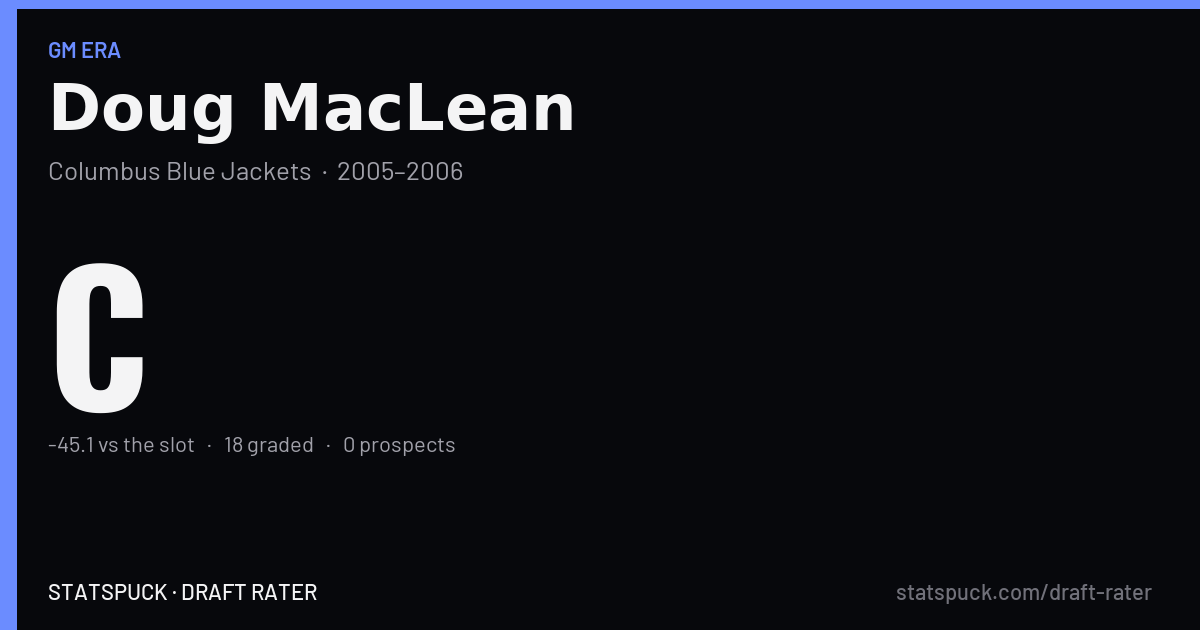 GM ERA
Doug MacLean
Columbus Blue Jackets · 2005–2006
C
−45.1 vs the slot · 18 graded · 0 prospects
STATSPUCK · DRAFT RATER
statspuck.com/draft-rater